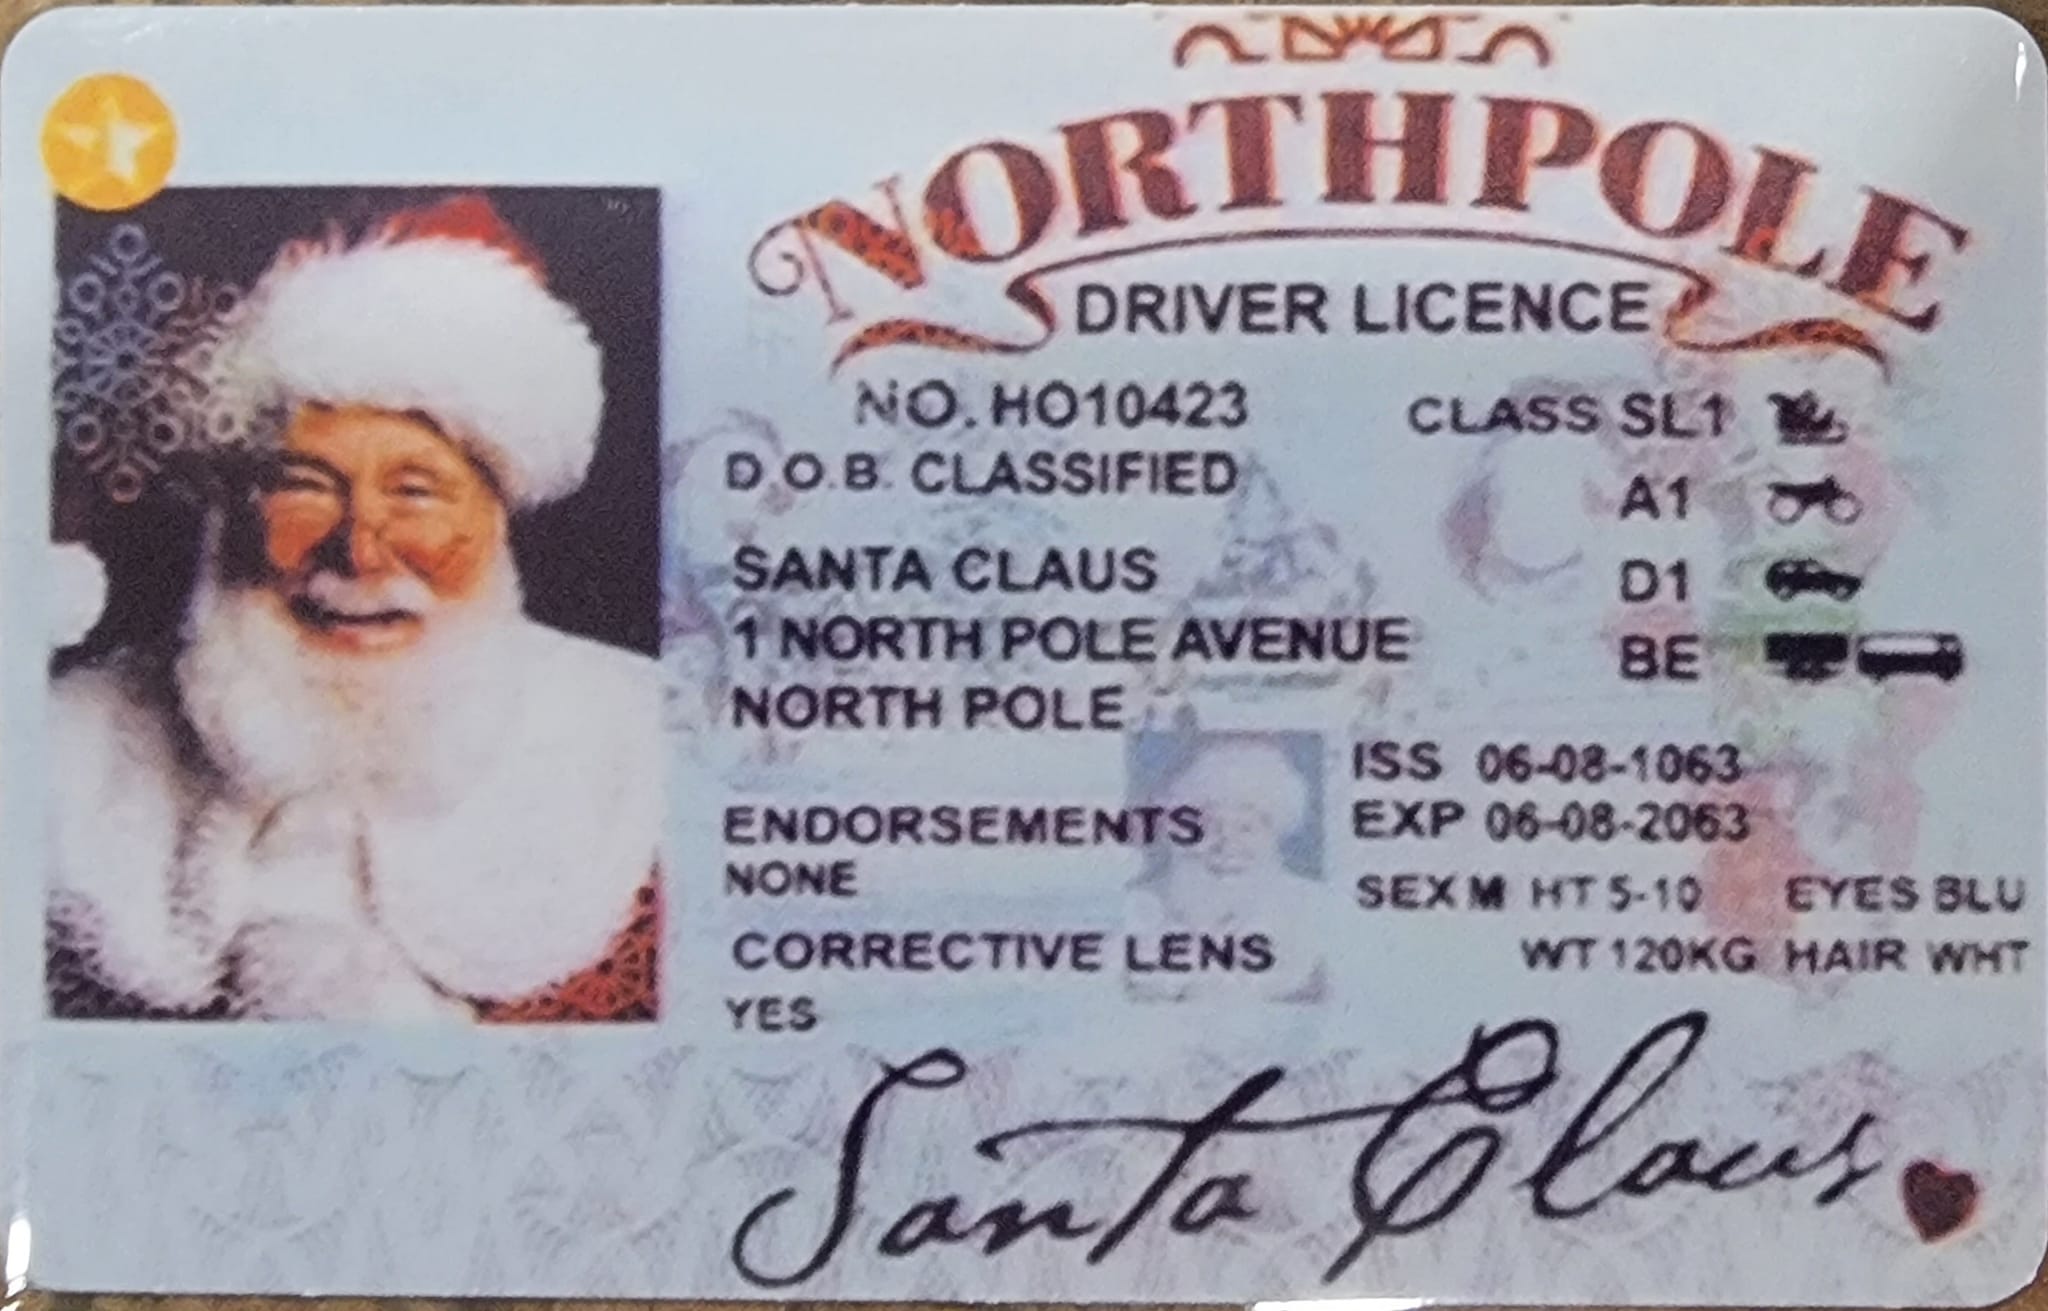 NORTHPOLE
DRIVER LICENCE
NO. HO10423
D.O.B. CLASSIFIED
SANTA CLAUS
1 NORTH POLE AVENUE
NORTH POLE
CLASS SL1
A1
D1
BE
ISS 06-08-1063
EXP 06-08-2063
ENDORSEMENTS
NONE
SEX M HT 5-10 EYES BLU
WT 120KG HAIR WHT
CORRECTIVE LENS
YES
Santa Claus